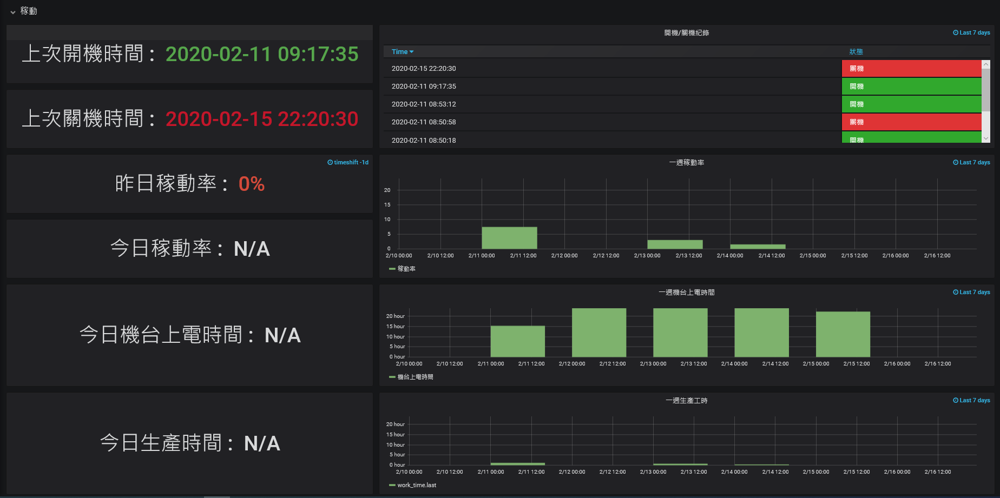 稼動
上次開機時間 : 2020-02-11 09:17:35
上次關機時間 : 2020-02-15 22:20:30
timeshift -1d
昨日稼動率 : 0%
今日稼動率 : N/A
今日機台上電時間 : N/A
今日生產時間 : N/A
開機/關機紀錄
Last 7 days
Time 狀態
2020-02-15 22:20:30 關機
2020-02-11 09:17:35 開機
2020-02-11 08:53:12 開機
2020-02-11 08:50:58 關機
2020-02-11 08:50:18 開機
一週稼動率
Last 7 days
20
15
10
5
0
2/10 00:00 2/10 12:00 2/11 00:00 2/11 12:00 2/12 00:00 2/12 12:00 2/13 00:00 2/13 12:00 2/14 00:00 2/14 12:00 2/15 00:00 2/15 12:00 2/16 00:00 2/16 12:00
稼動率
一週機台上電時間
Last 7 days
20 hour
15 hour
10 hour
5 hour
0 hour
2/10 00:00 2/10 12:00 2/11 00:00 2/11 12:00 2/12 00:00 2/12 12:00 2/13 00:00 2/13 12:00 2/14 00:00 2/14 12:00 2/15 00:00 2/15 12:00 2/16 00:00 2/16 12:00
機台上電時間
一週生產工時
Last 7 days
20 hour
15 hour
10 hour
5 hour
0 hour
2/10 00:00 2/10 12:00 2/11 00:00 2/11 12:00 2/12 00:00 2/12 12:00 2/13 00:00 2/13 12:00 2/14 00:00 2/14 12:00 2/15 00:00 2/15 12:00 2/16 00:00 2/16 12:00
work_time.last